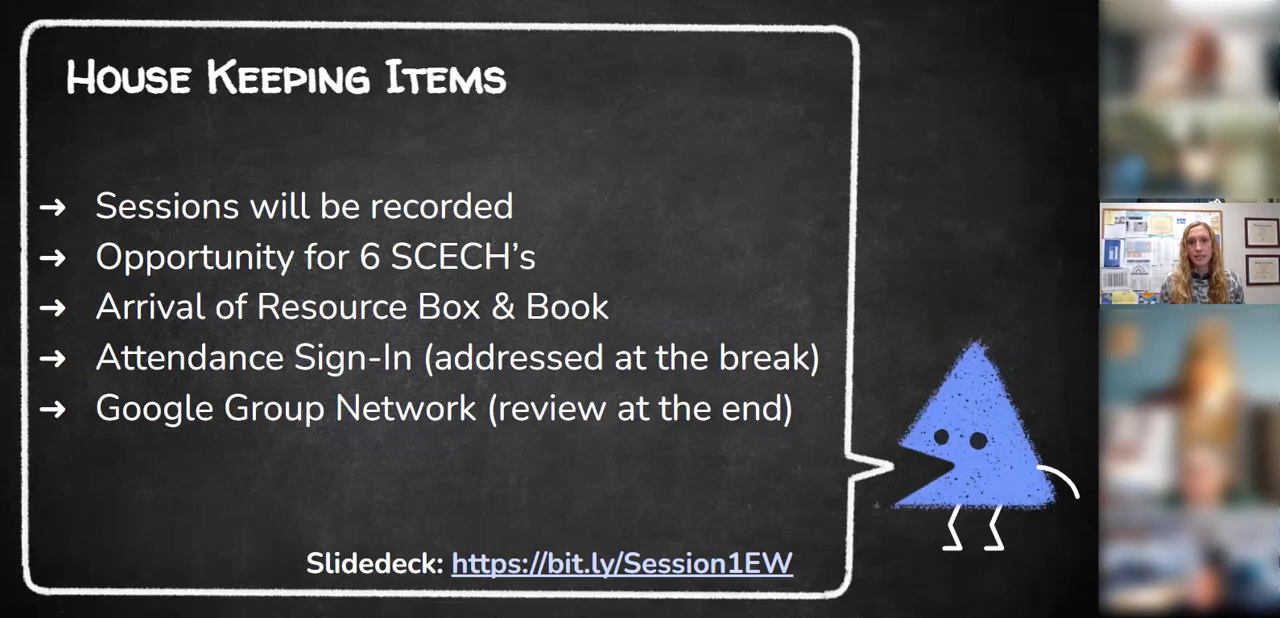 House Keeping Items
➜ Sessions will be recorded
➜ Opportunity for 6 SCECH’s
➜ Arrival of Resource Box & Book
➜ Attendance Sign-In (addressed at the break)
➜ Google Group Network (review at the end)
Slidedeck: https://bit.ly/Session1EW